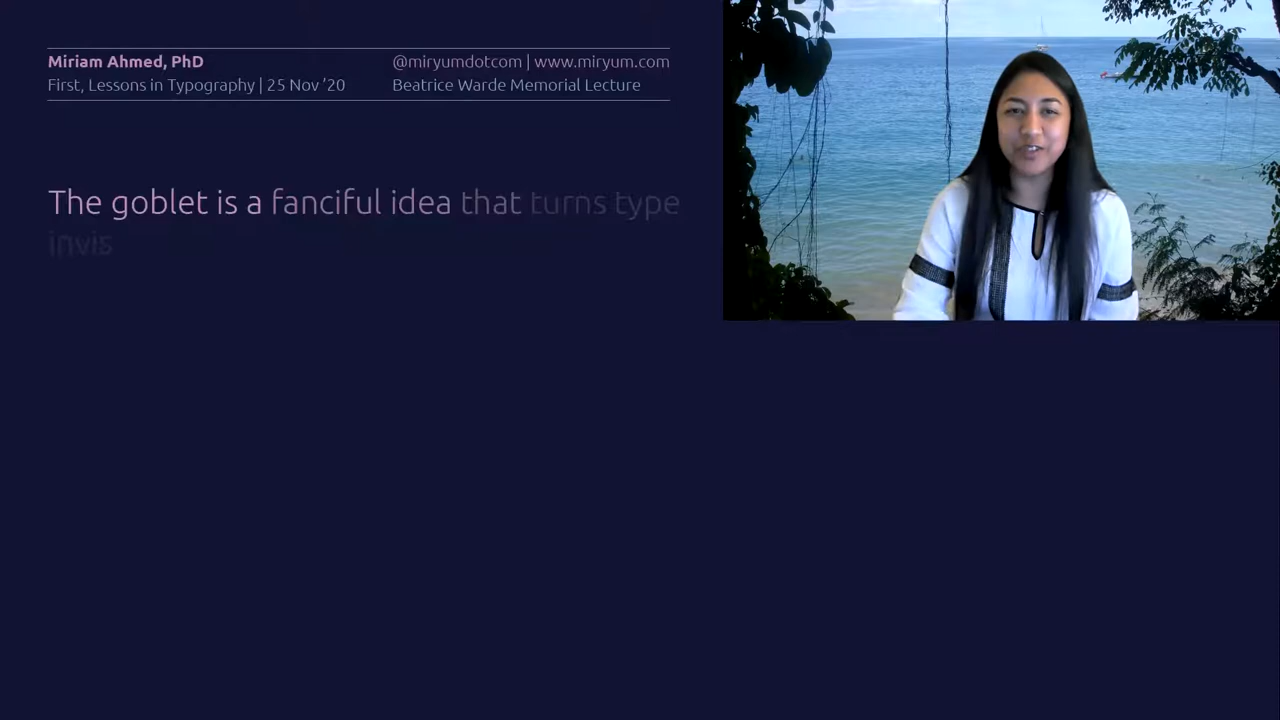 Miriam Ahmed, PhD
First, Lessons in Typography | 25 Nov ’20
@miryumdotcom | www.miryum.com
Beatrice Warde Memorial Lecture
The goblet is a fanciful idea that turns type
invis